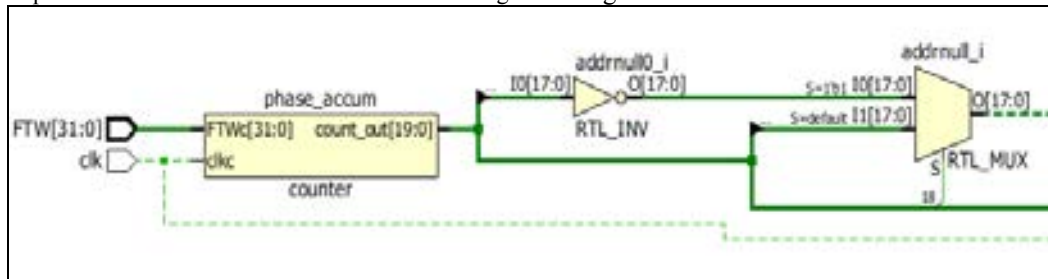 addrnull_i
addrnull0_i
I0[17:0]
O[17:0]
S=1'b1 I0[17:0]
O[17:0]
phase_accum
RTL_INV
S=default I1[17:0]
FTW[31:0]
FTWc[31:0]
count_out[19:0]
clk
clkc
S
RTL_MUX
counter
18